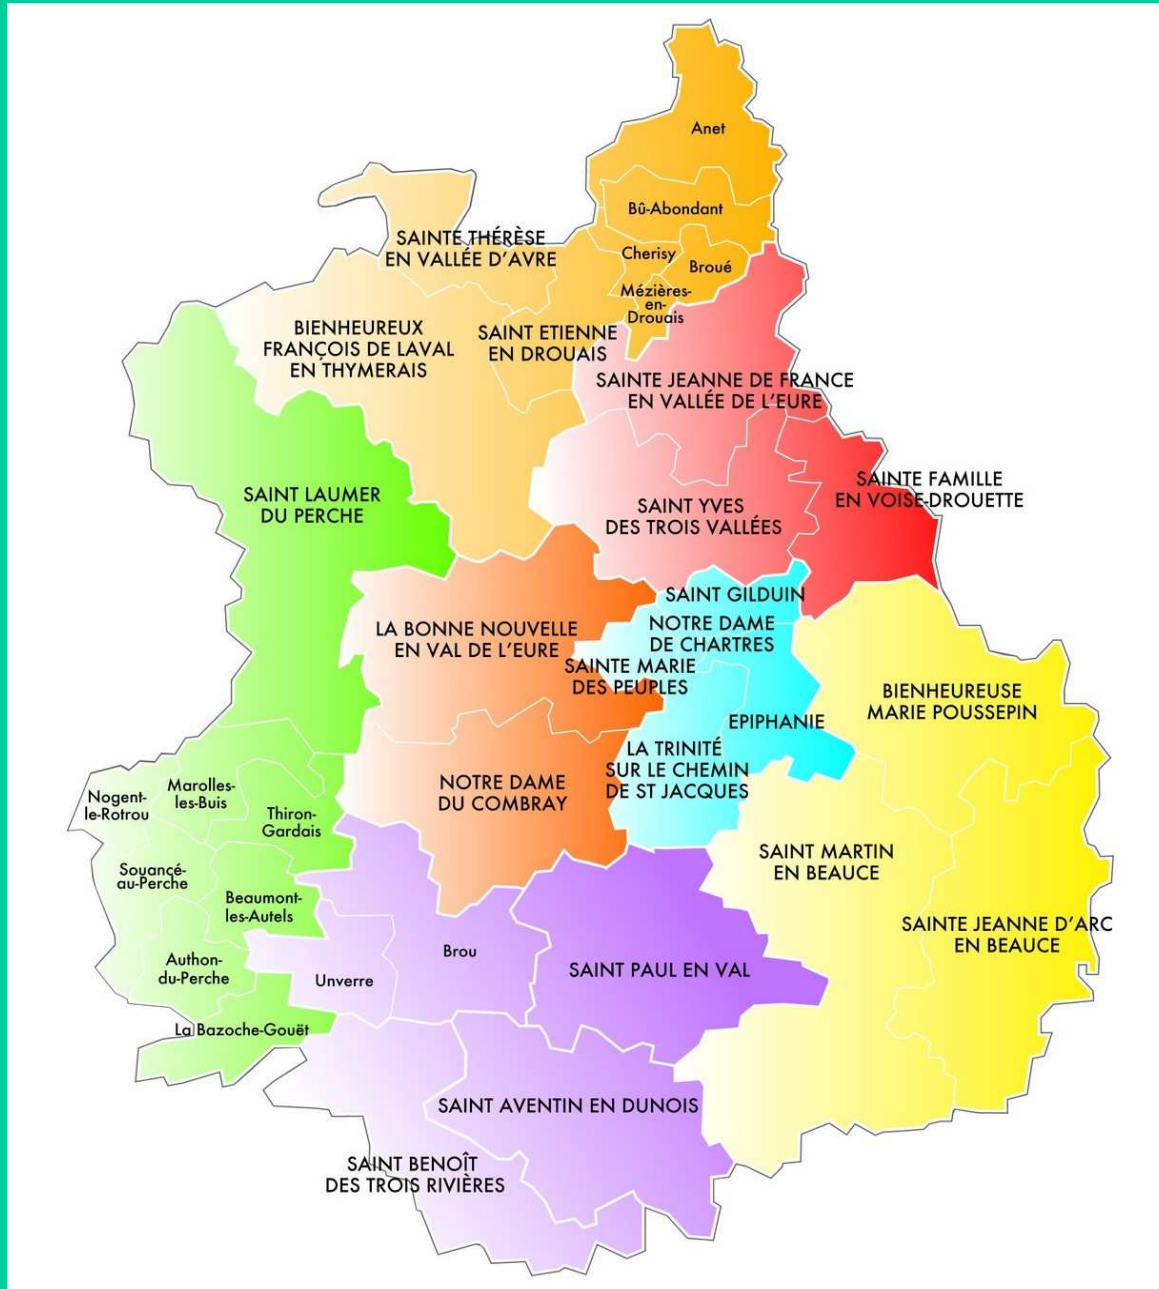 Anet
Bû-Abondant
SAINTE THÉRÈSE
EN VALLÉE D'AVRE
Cherisy
Broué
Mézières-
en-
Drouais
BIENHEUREUX
FRANÇOIS DE LAVAL
EN THYMERAIS
SAINT ETIENNE
EN DROUAIS
SAINTE JEANNE DE FRANCE
EN VALLÉE DE L'EURE
SAINT LAUMER
DU PERCHE
SAINT YVES
DES TROIS VALLÉES
SAINTE FAMILLE
EN VOISE-DROUETTE
SAINT GILDUIN
LA BONNE NOUVELLE
EN VAL DE L'EURE
NOTRE DAME
DE CHARTRES
SAINTE MARIE
DES PEUPLES
BIENHEUREUSE
MARIE POUSSEPIN
EPIPHANIE
LA TRINITÉ
SUR LE CHEMIN
DE ST JACQUES
NOTRE DAME
DU COMBRAY
Nogent-
le-Rotrou
Marolles-
les-Buis
Thiron-
Gardais
SAINT MARTIN
EN BEAUCE
Souançé-
au-Perche
Beaumont-
les-Autels
SAINTE JEANNE D'ARC
EN BEAUCE
Authon-
du-Perche
Unverre
Brou
SAINT PAUL EN VAL
La Bazoche-Gouët
SAINT AVENTIN EN DUNOIS
SAINT BENOÎT
DES TROIS RIVIÈRES